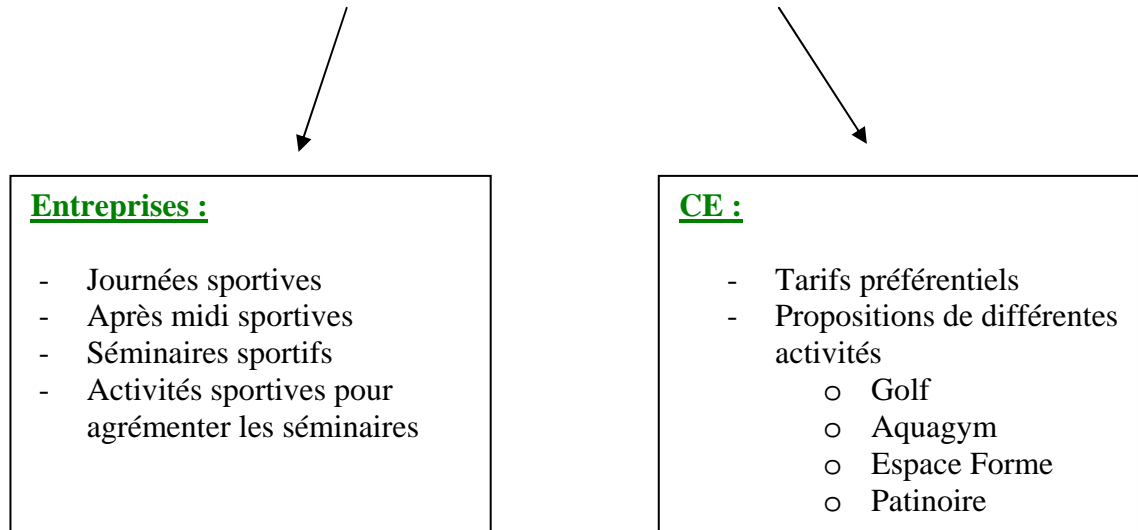 Entreprises :
- Journées sportives
- Après midi sportives
- Séminaires sportifs
- Activités sportives pour
agrémenter les séminaires
CE :
- Tarifs préférentiels
- Propositions de différentes
activités
o Golf
o Aquagym
o Espace Forme
o Patinoire